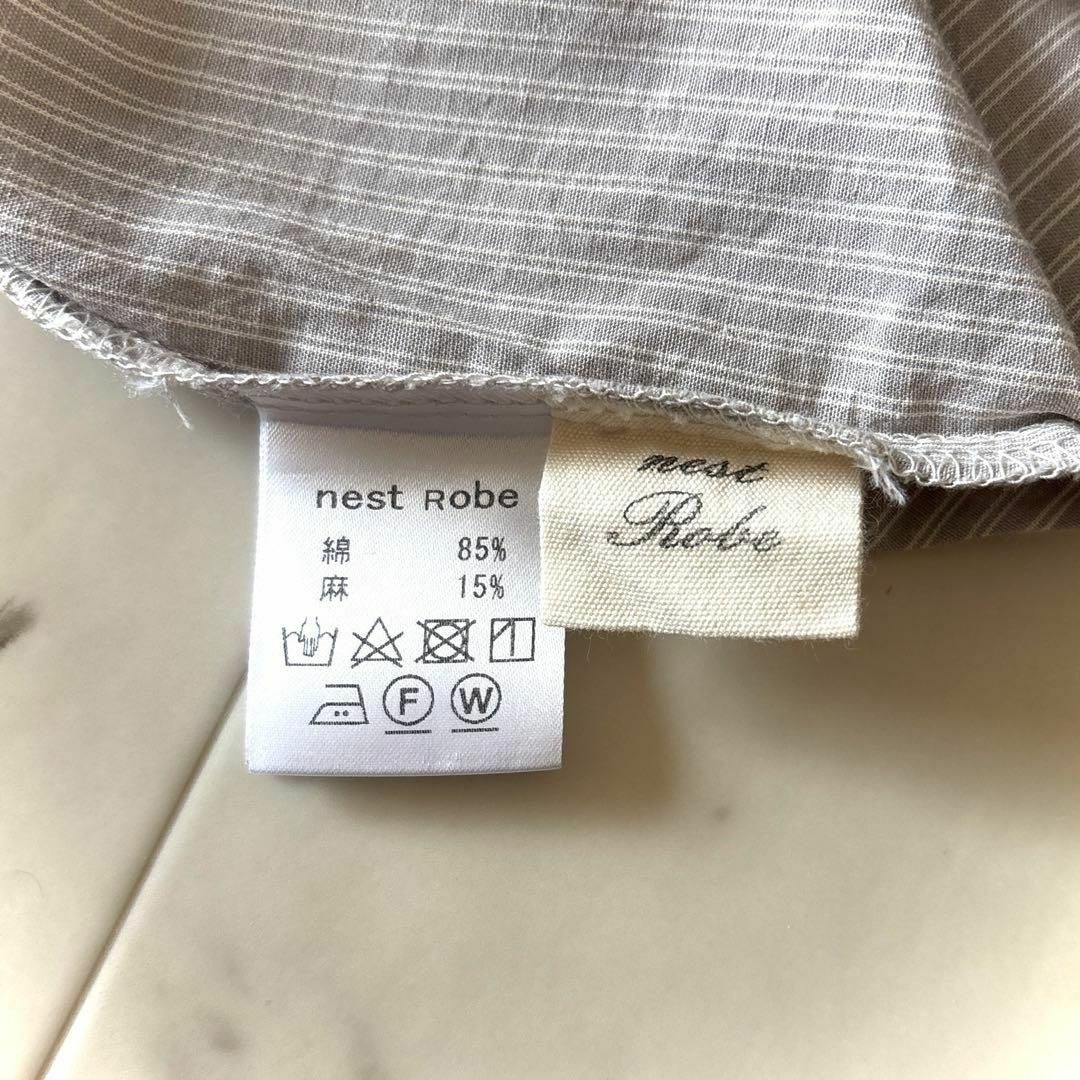 nest Robe
綿 85%
麻 15%
F W
nest
Robe